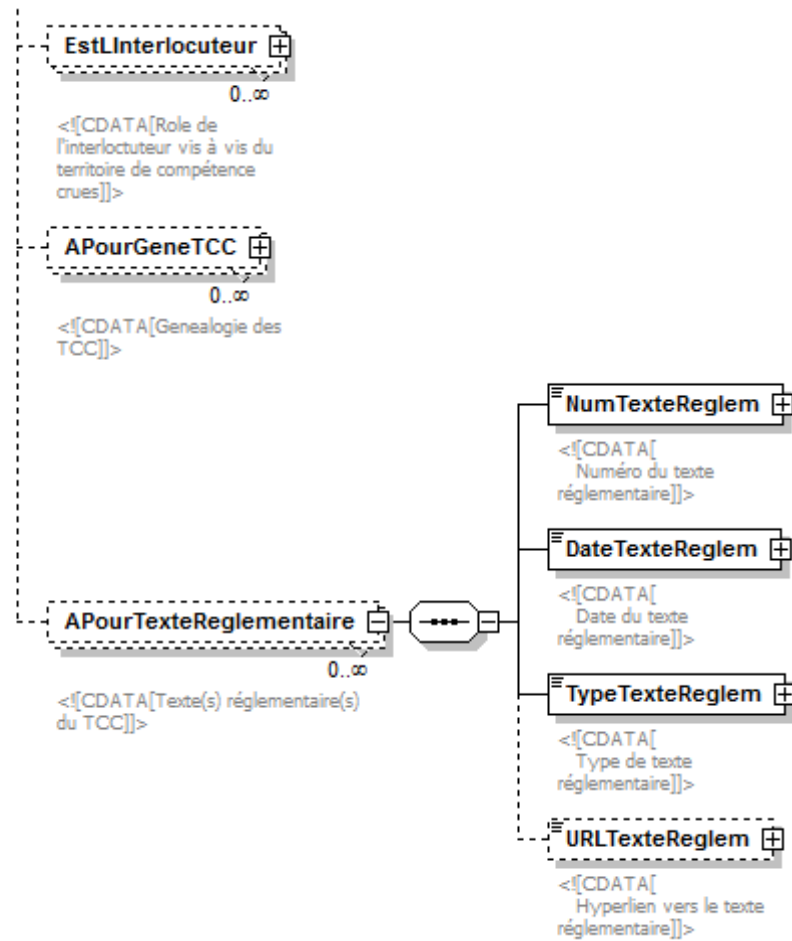 EstLInterlocuteur
0..∞
<![CDATA[Role de
l'interloctuteur vis à vis du
territoire de compétence
crues]]>
APourGeneTCC
0..∞
<![CDATA[Genealogie des
TCC]]>
NumTexteReglem
<![CDATA[
Numéro du texte
réglementaire]]>
DateTexteReglem
<![CDATA[
Date du texte
réglementaire]]>
APourTexteReglementaire
0..∞
<![CDATA[Texte(s) réglementaire(s)
du TCC]]>
TypeTexteReglem
<![CDATA[
Type de texte
réglementaire]]>
URLTexteReglem
<![CDATA[
Hyperlien vers le texte
réglementaire]]>